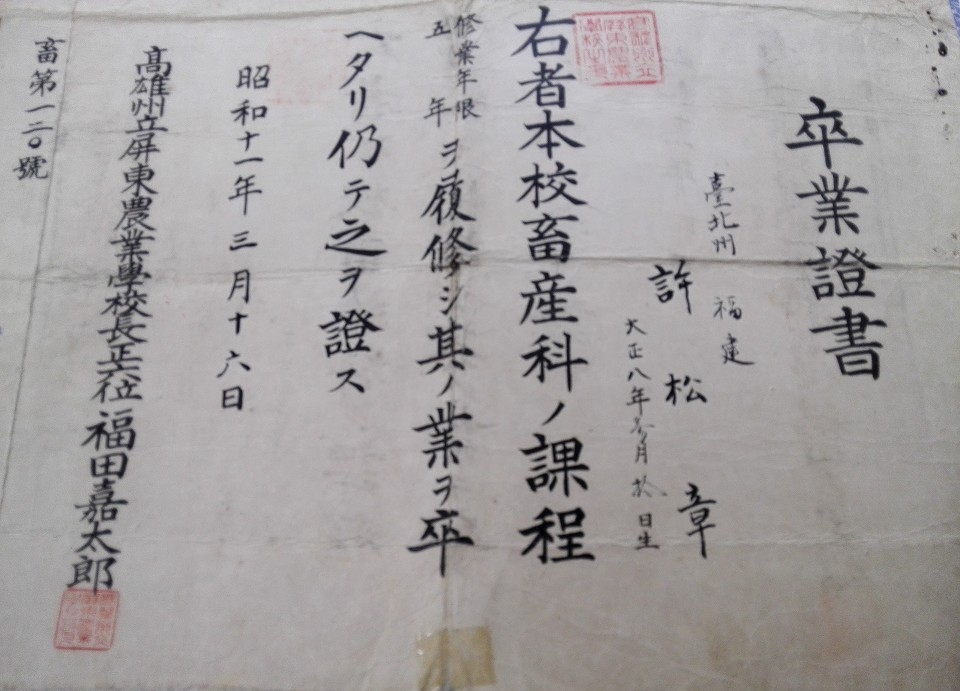 卒業證書
臺北州 福建
許松章
大正八年 月 日生
右者本校畜産科ノ課程
修業年限
五年
ヲ履修シ其ノ業ヲ卒
ヘタリ仍テ之ヲ證ス
昭和十一年三月十六日
高雄州立屏東農業學校長正六位福田嘉太郎
畜第一二〇號